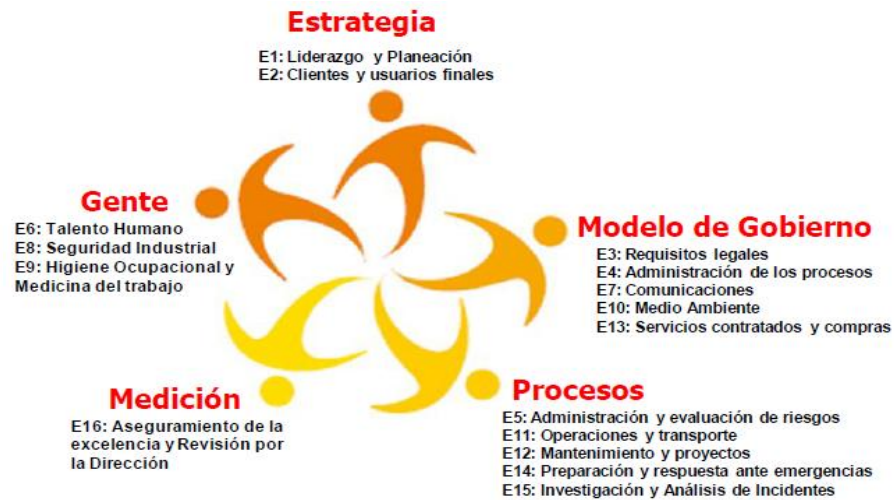 Estrategia
E1: Liderazgo y Planeación
E2: Clientes y usuarios finales
Gente
E6: Talento Humano
E8: Seguridad Industrial
E9: Higiene Ocupacional y
Medicina del trabajo
Modelo de Gobierno
E3: Requisitos legales
E4: Administración de los procesos
E7: Comunicaciones
E10: Medio Ambiente
E13: Servicios contratados y compras
Medición
E16: Aseguramiento de la
excelencia y Revisión por
la Dirección
Procesos
E5: Administración y evaluación de riesgos
E11: Operaciones y transporte
E12: Mantenimiento y proyectos
E14: Preparación y respuesta ante emergencias
E15: Investigación y Análisis de Incidentes